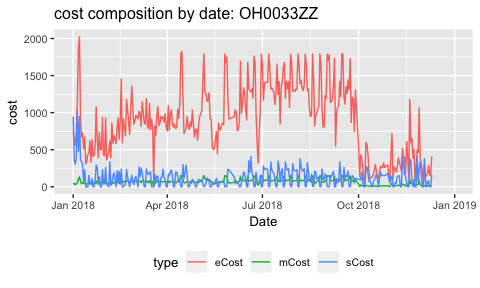 cost composition by date: OH0033ZZ
2000
1500
1000
500
0
cost
Jan 2018 Apr 2018 Jul 2018 Oct 2018 Jan 2019
Date
type eCost mCost sCost